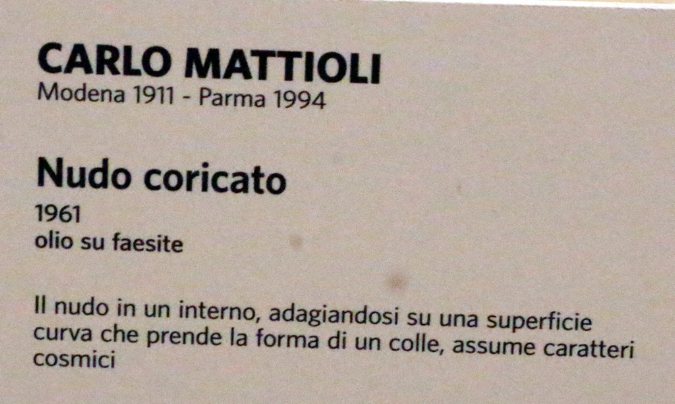 CARLO MATTIOLI
Modena 1911 - Parma 1994
Nudo coricato
1961
olio su faesite
Il nudo in un interno, adagiandosi su una superficie
curva che prende la forma di un colle, assume caratteri
cosmici